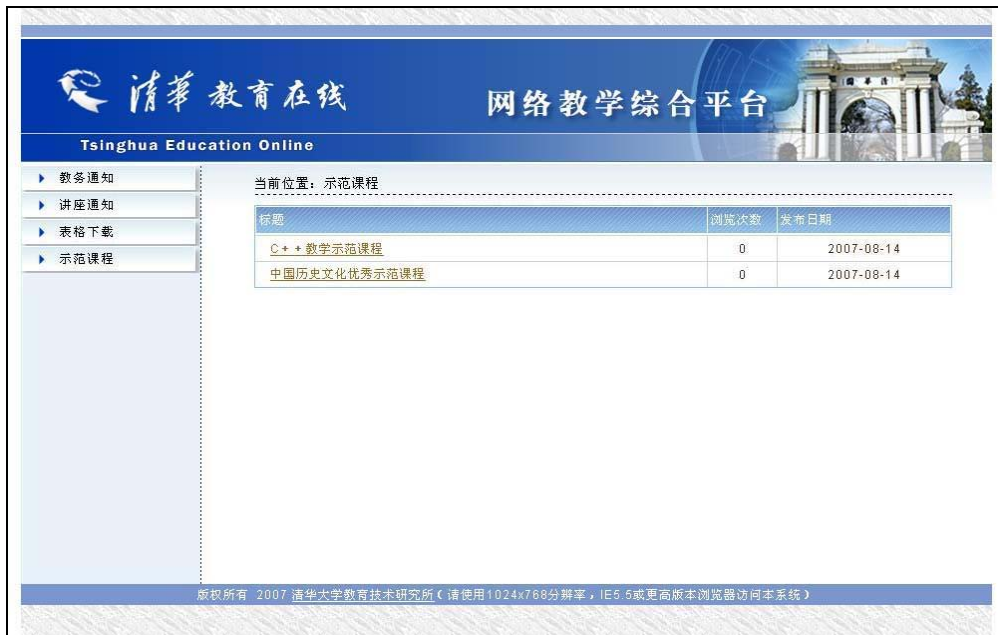 清华教育在线
网络教学综合平台
Tsinghua Education Online
教务通知
讲座通知
表格下载
示范课程
当前位置：示范课程
标题 浏览次数 发布日期
C++教学示范课程 0 2007-08-14
中国历史文化优秀示范课程 0 2007-08-14
版权所有 2007 清华大学教育技术研究所(请使用1024x768分辨率，IE5.5或更高版本浏览器访问本系统)